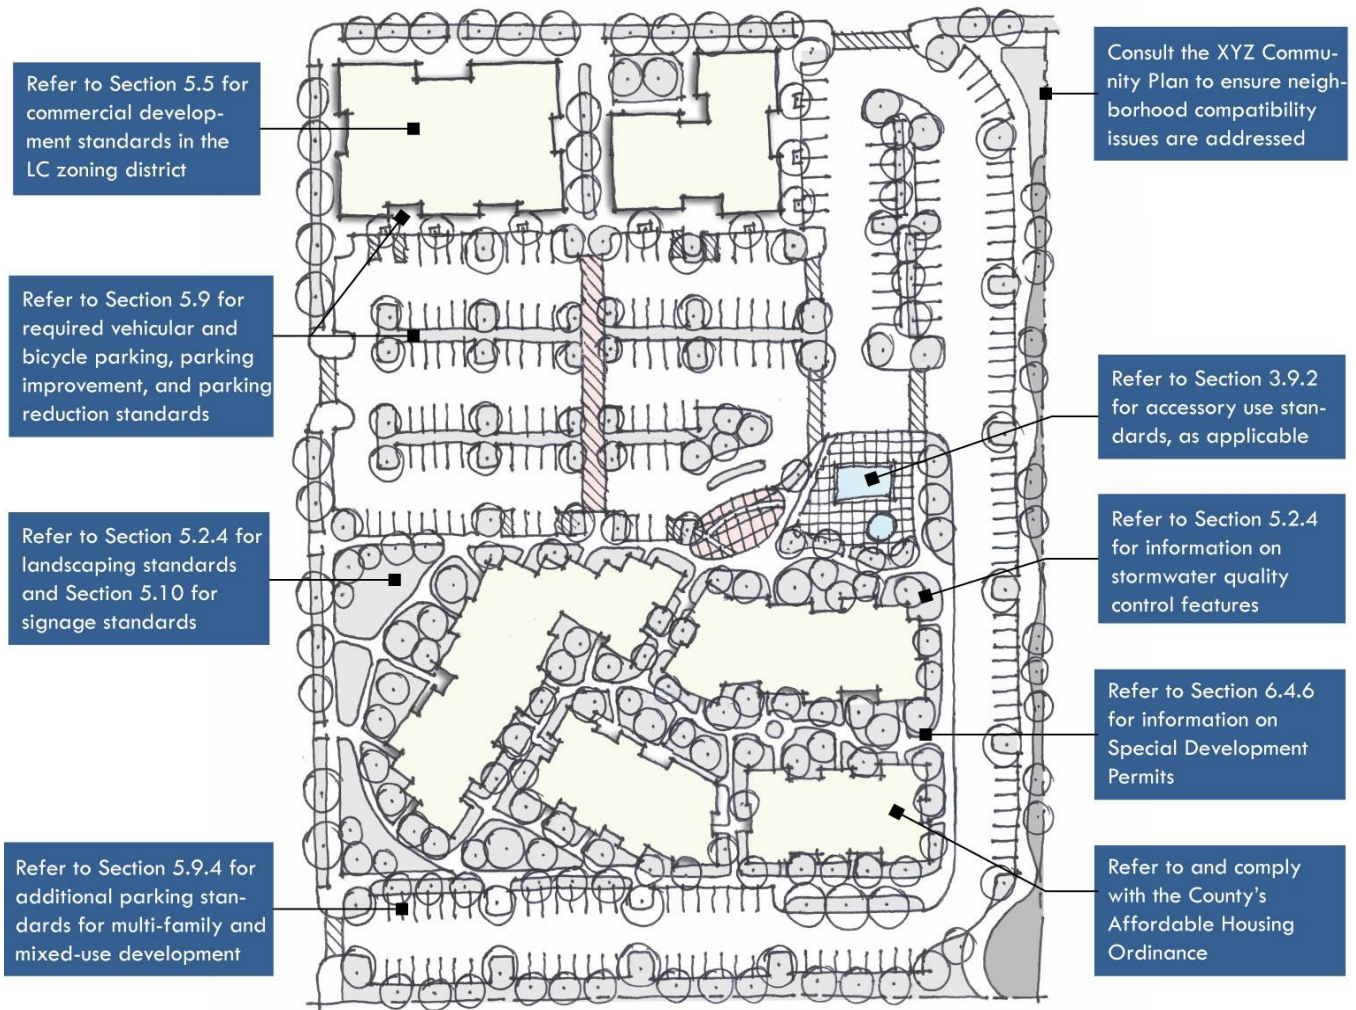 Refer to Section 5.5 for
commercial develop-
ment standards in the
LC zoning district
Refer to Section 5.9 for
required vehicular and
bicycle parking, parking
improvement, and parking
reduction standards
Refer to Section 5.2.4 for
landscaping standards
and Section 5.10 for
signage standards
Refer to Section 5.9.4 for
additional parking stan-
dards for multi-family and
mixed-use development
Consult the XYZ Commu-
nity Plan to ensure neigh-
borhood compatibility
issues are addressed
Refer to Section 3.9.2
for accessory use stan-
dards, as applicable
Refer to Section 5.2.4
for information on
stormwater quality
control features
Refer to Section 6.4.6
for information on
Special Development
Permits
Refer to and comply
with the County’s
Affordable Housing
Ordinance